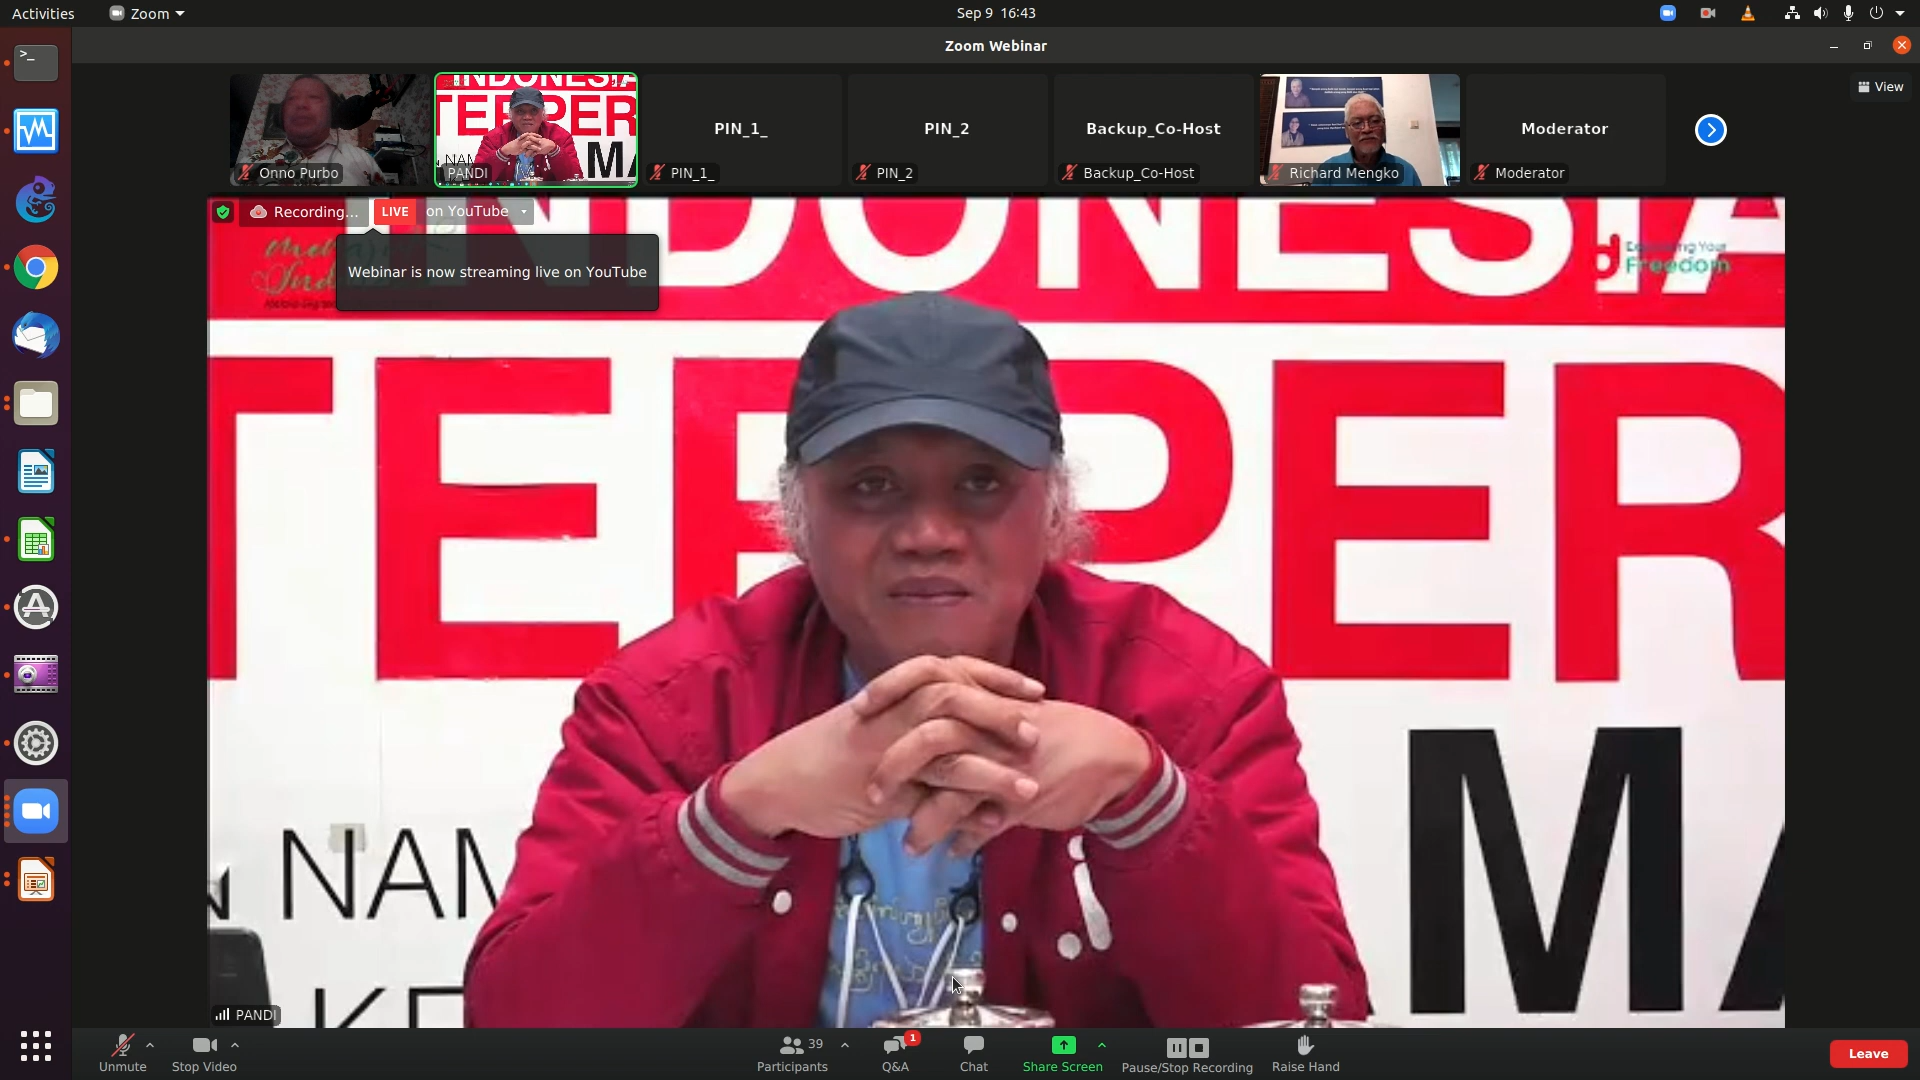 Activities
Zoom
Sep 9 16:43
Zoom Webinar
View
PIN_1_
PIN_2
Backup_Co-Host
Moderator
Onno Purbo
PANDI
PIN_1_
PIN_2
Backup_Co-Host
Richard Mengko
Moderator
Recording...
LIVE
on YouTube
Webinar is now streaming live on YouTube
INDONESIA
Freedom
TERPER
NAM
MA
KE
PANDI
Unmute
Stop Video
Participants
39
Q&A
1
Chat
Share Screen
Pause/Stop Recording
Raise Hand
Leave